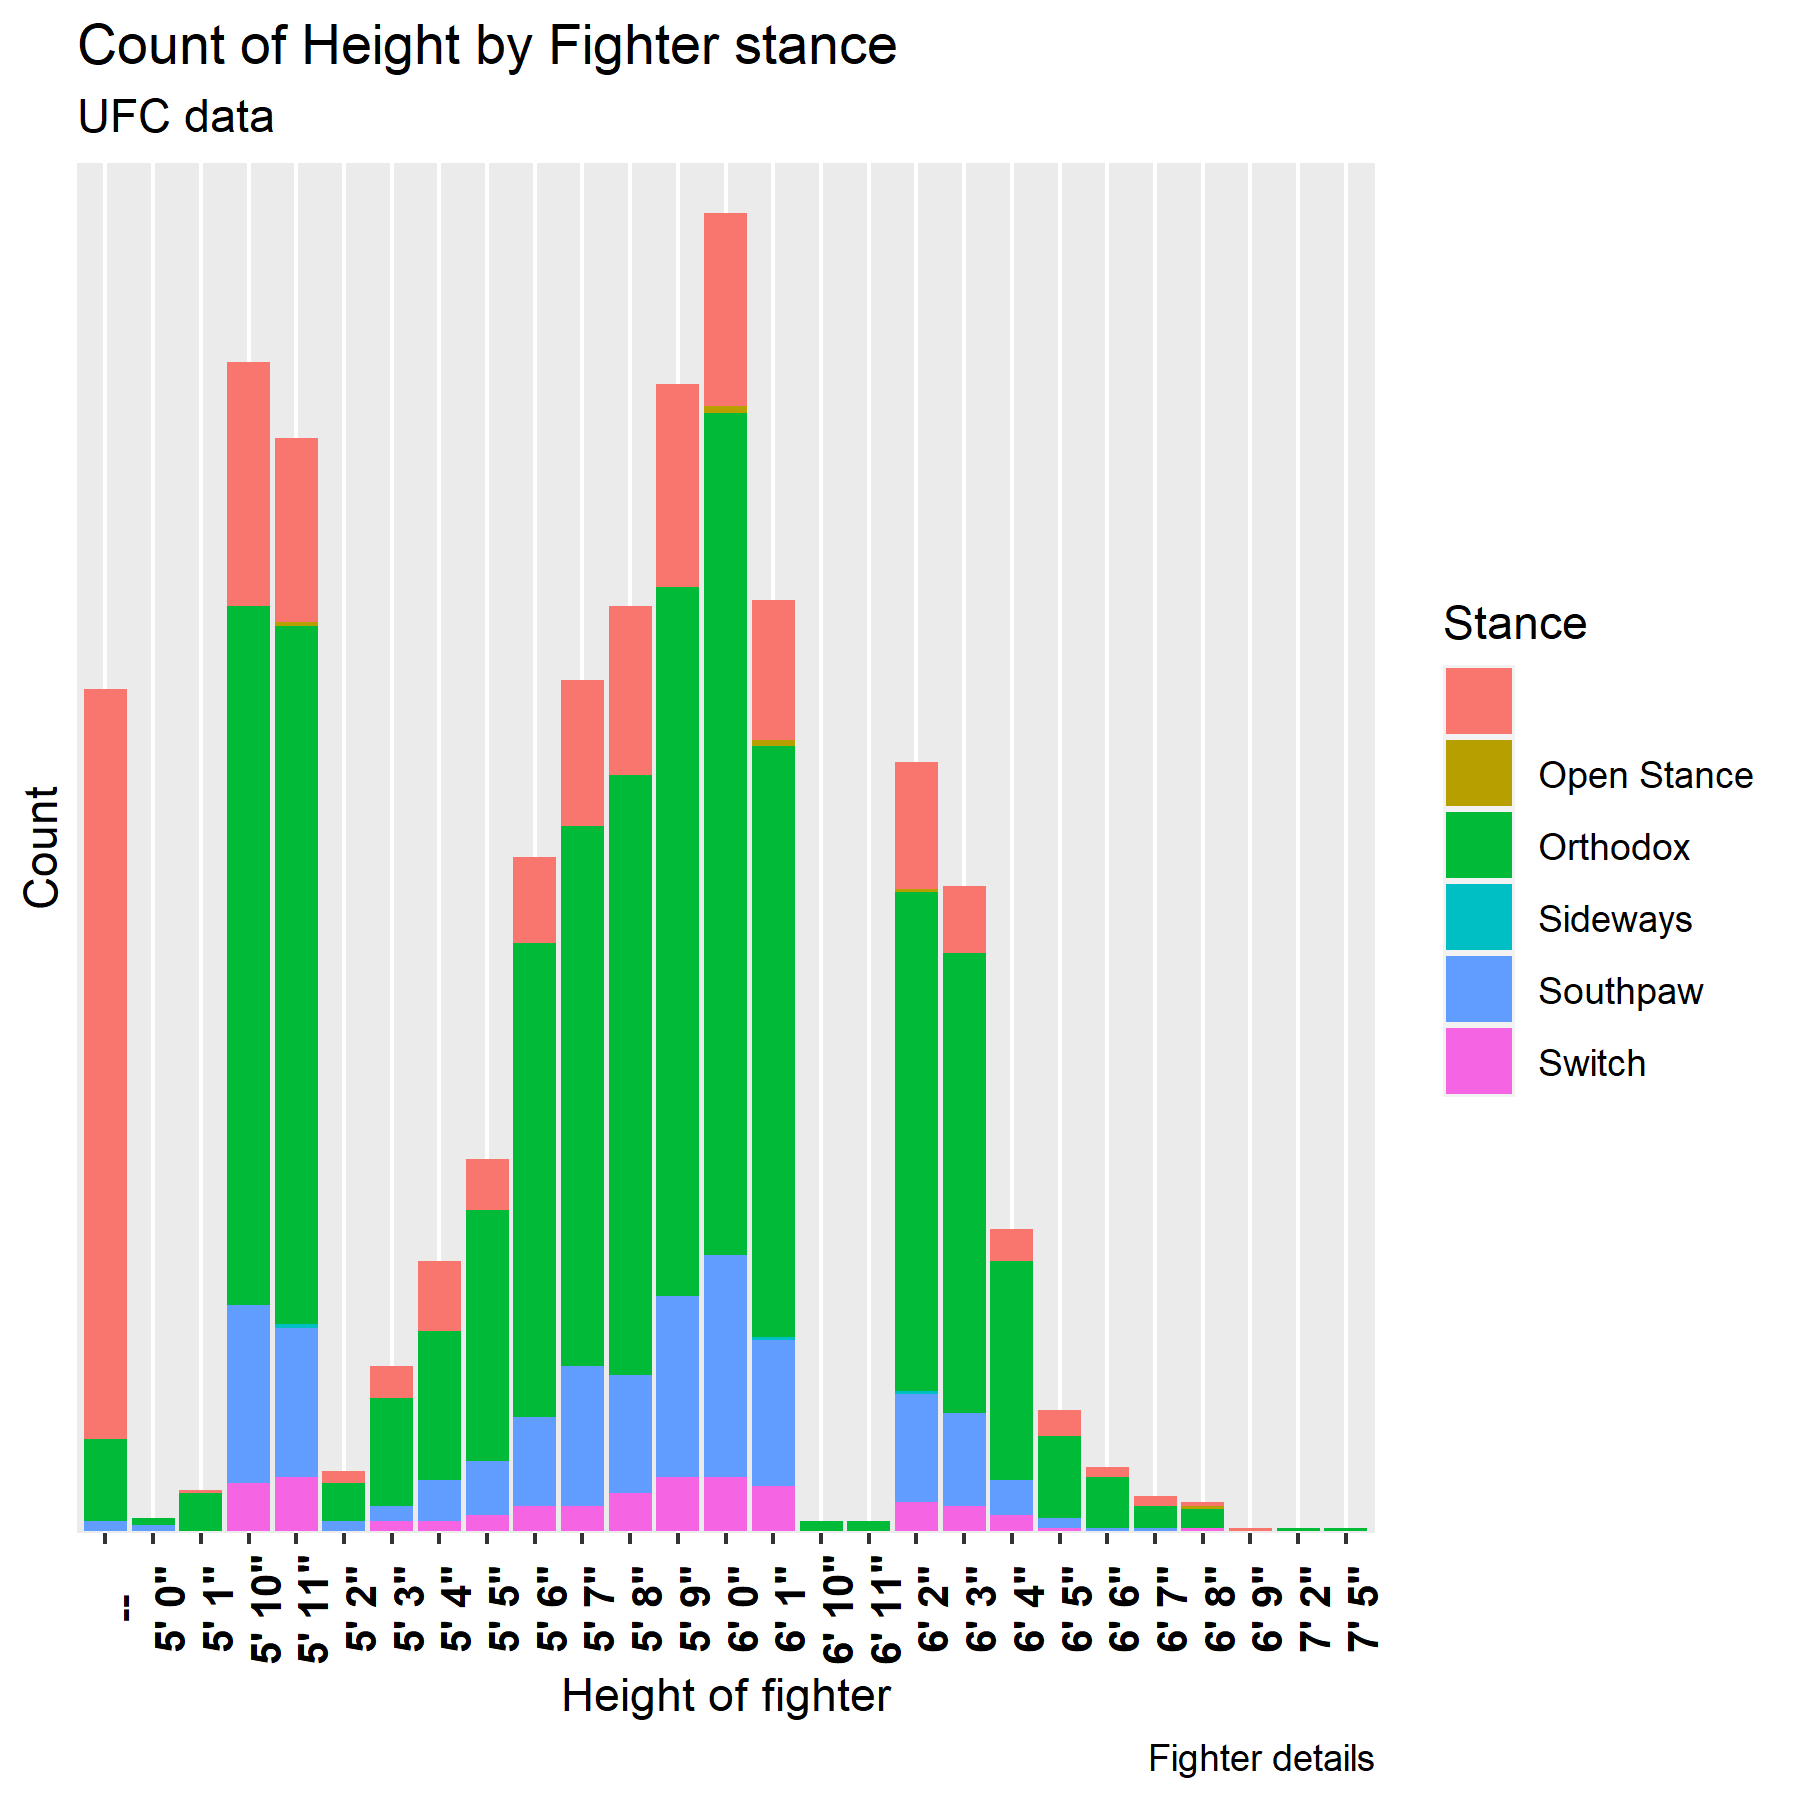 Count of Height by Fighter stance
UFC data
Count
Stance
Open Stance
Orthodox
Sideways
Southpaw
Switch
--
5' 0"
5' 1"
5' 10"
5' 11"
5' 2"
5' 3"
5' 4"
5' 5"
5' 6"
5' 7"
5' 8"
5' 9"
6' 0"
6' 1"
6' 10"
6' 11"
6' 2"
6' 3"
6' 4"
6' 5"
6' 6"
6' 7"
6' 8"
6' 9"
7' 2"
7' 5"
Height of fighter
Fighter details